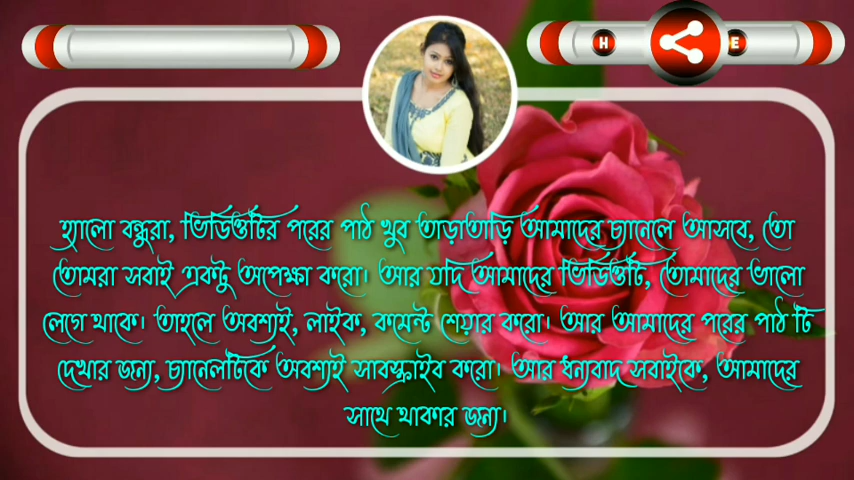 H E
হ্যালো বন্ধুরা, ভিডিওটির পরের পার্ঠ খুব তাড়াতাড়ি আমাদের চ্যানেলে আসবে, তো
তোমরা সবাই একটু অপেক্ষা করো। আর যদি আমাদের ভিডিওটি, তোমাদের ভালো
লেগে থাকে। তাহলে অবশ্যই, লাইক, কমেন্ট শেয়ার করো। আর আমাদের পরের পার্ঠ টি
দেখার জন্য, চ্যানেলটিকে অবশ্যই সাবস্ক্রাইব করো। আর ধন্যবাদ সবাইকে, আমাদের
সাথে থাকার জন্য।